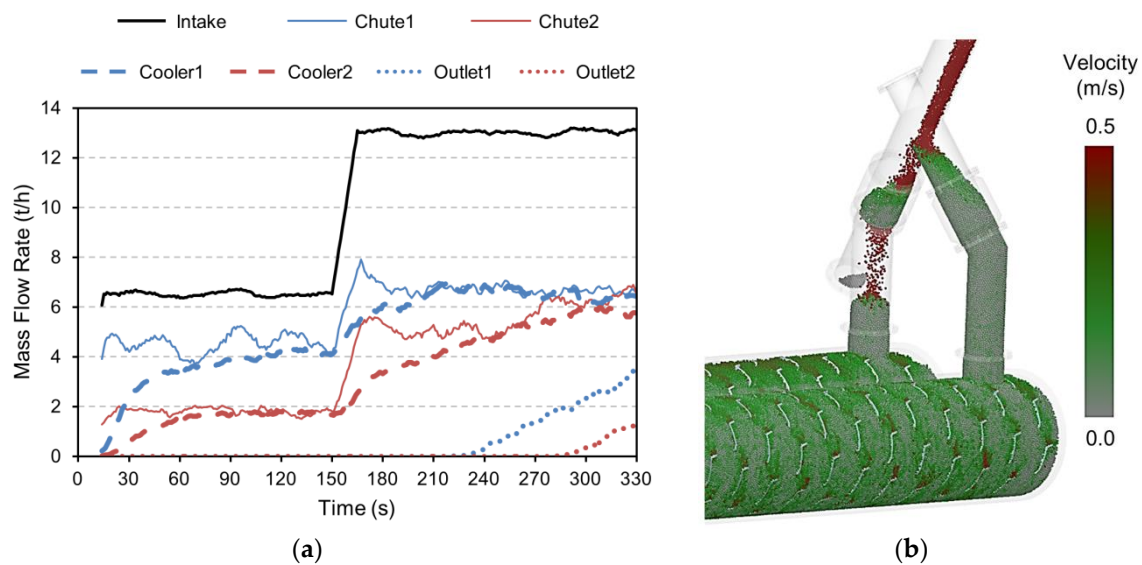 Intake Chute1 Chute2
Cooler1 Cooler2 Outlet1 Outlet2
Mass Flow Rate (t/h)
14
12
10
8
6
4
2
0
0 30 60 90 120 150 180 210 240 270 300 330
Time (s)
(a)
Velocity
(m/s)
0.5
0.0
(b)